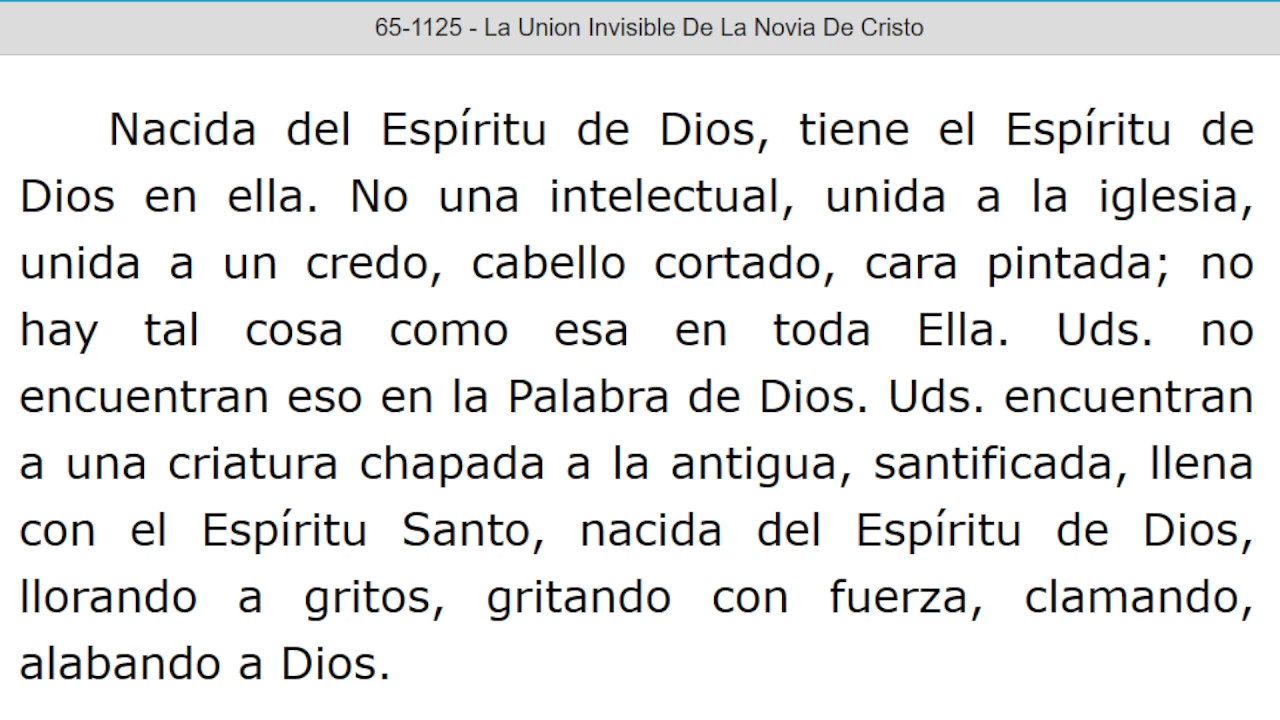 65-1125 - La Union Invisible De La Novia De Cristo
Nacida del Espíritu de Dios, tiene el Espíritu de
Dios en ella. No una intelectual, unida a la iglesia,
unida a un credo, cabello cortado, cara pintada; no
hay tal cosa como esa en toda Ella. Uds. no
encuentran eso en la Palabra de Dios. Uds. encuentran
a una criatura chapada a la antigua, santificada, llena
con el Espíritu Santo, nacida del Espíritu de Dios,
llorando a gritos, gritando con fuerza, clamando,
alabando a Dios.